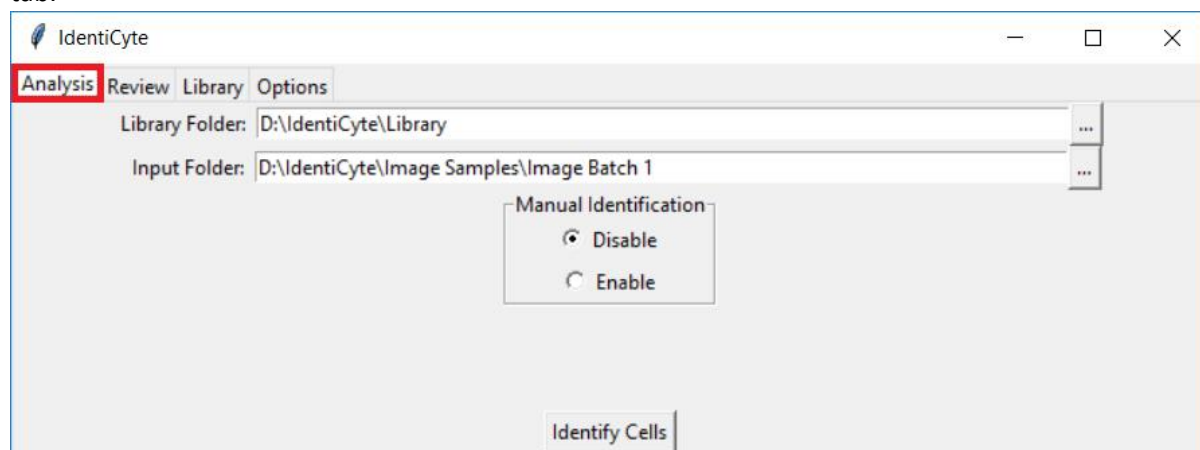 tab.
IdentiCyte
Analysis Review Library Options
Library Folder: D:\IdentiCyte\Library ...
Input Folder: D:\IdentiCyte\Image Samples\Image Batch 1 ...
Manual Identification
Disable
Enable
Identify Cells